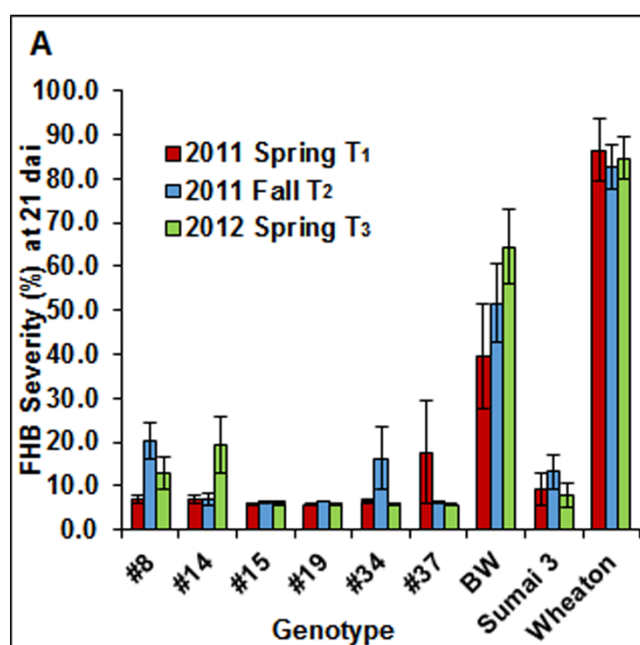 A
100.0
90.0
80.0
70.0
60.0
50.0
40.0
30.0
20.0
10.0
0.0
FHB Severity (%) at 21 dai
2011 Spring T1
2011 Fall T2
2012 Spring T3
#8
#14
#15
#19
#34
#37
BW
Sumai 3
Wheaton
Genotype